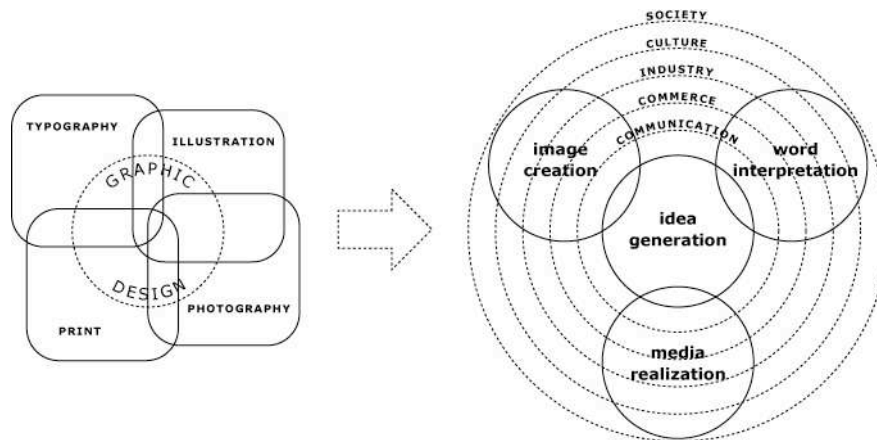 TYPOGRAPHY
ILLUSTRATION
GRAPHIC
DESIGN
PHOTOGRAPHY
PRINT
SOCIETY
CULTURE
INDUSTRY
COMMERCE
COMMUNICATION
image
creation
word
interpretation
idea
generation
media
realization